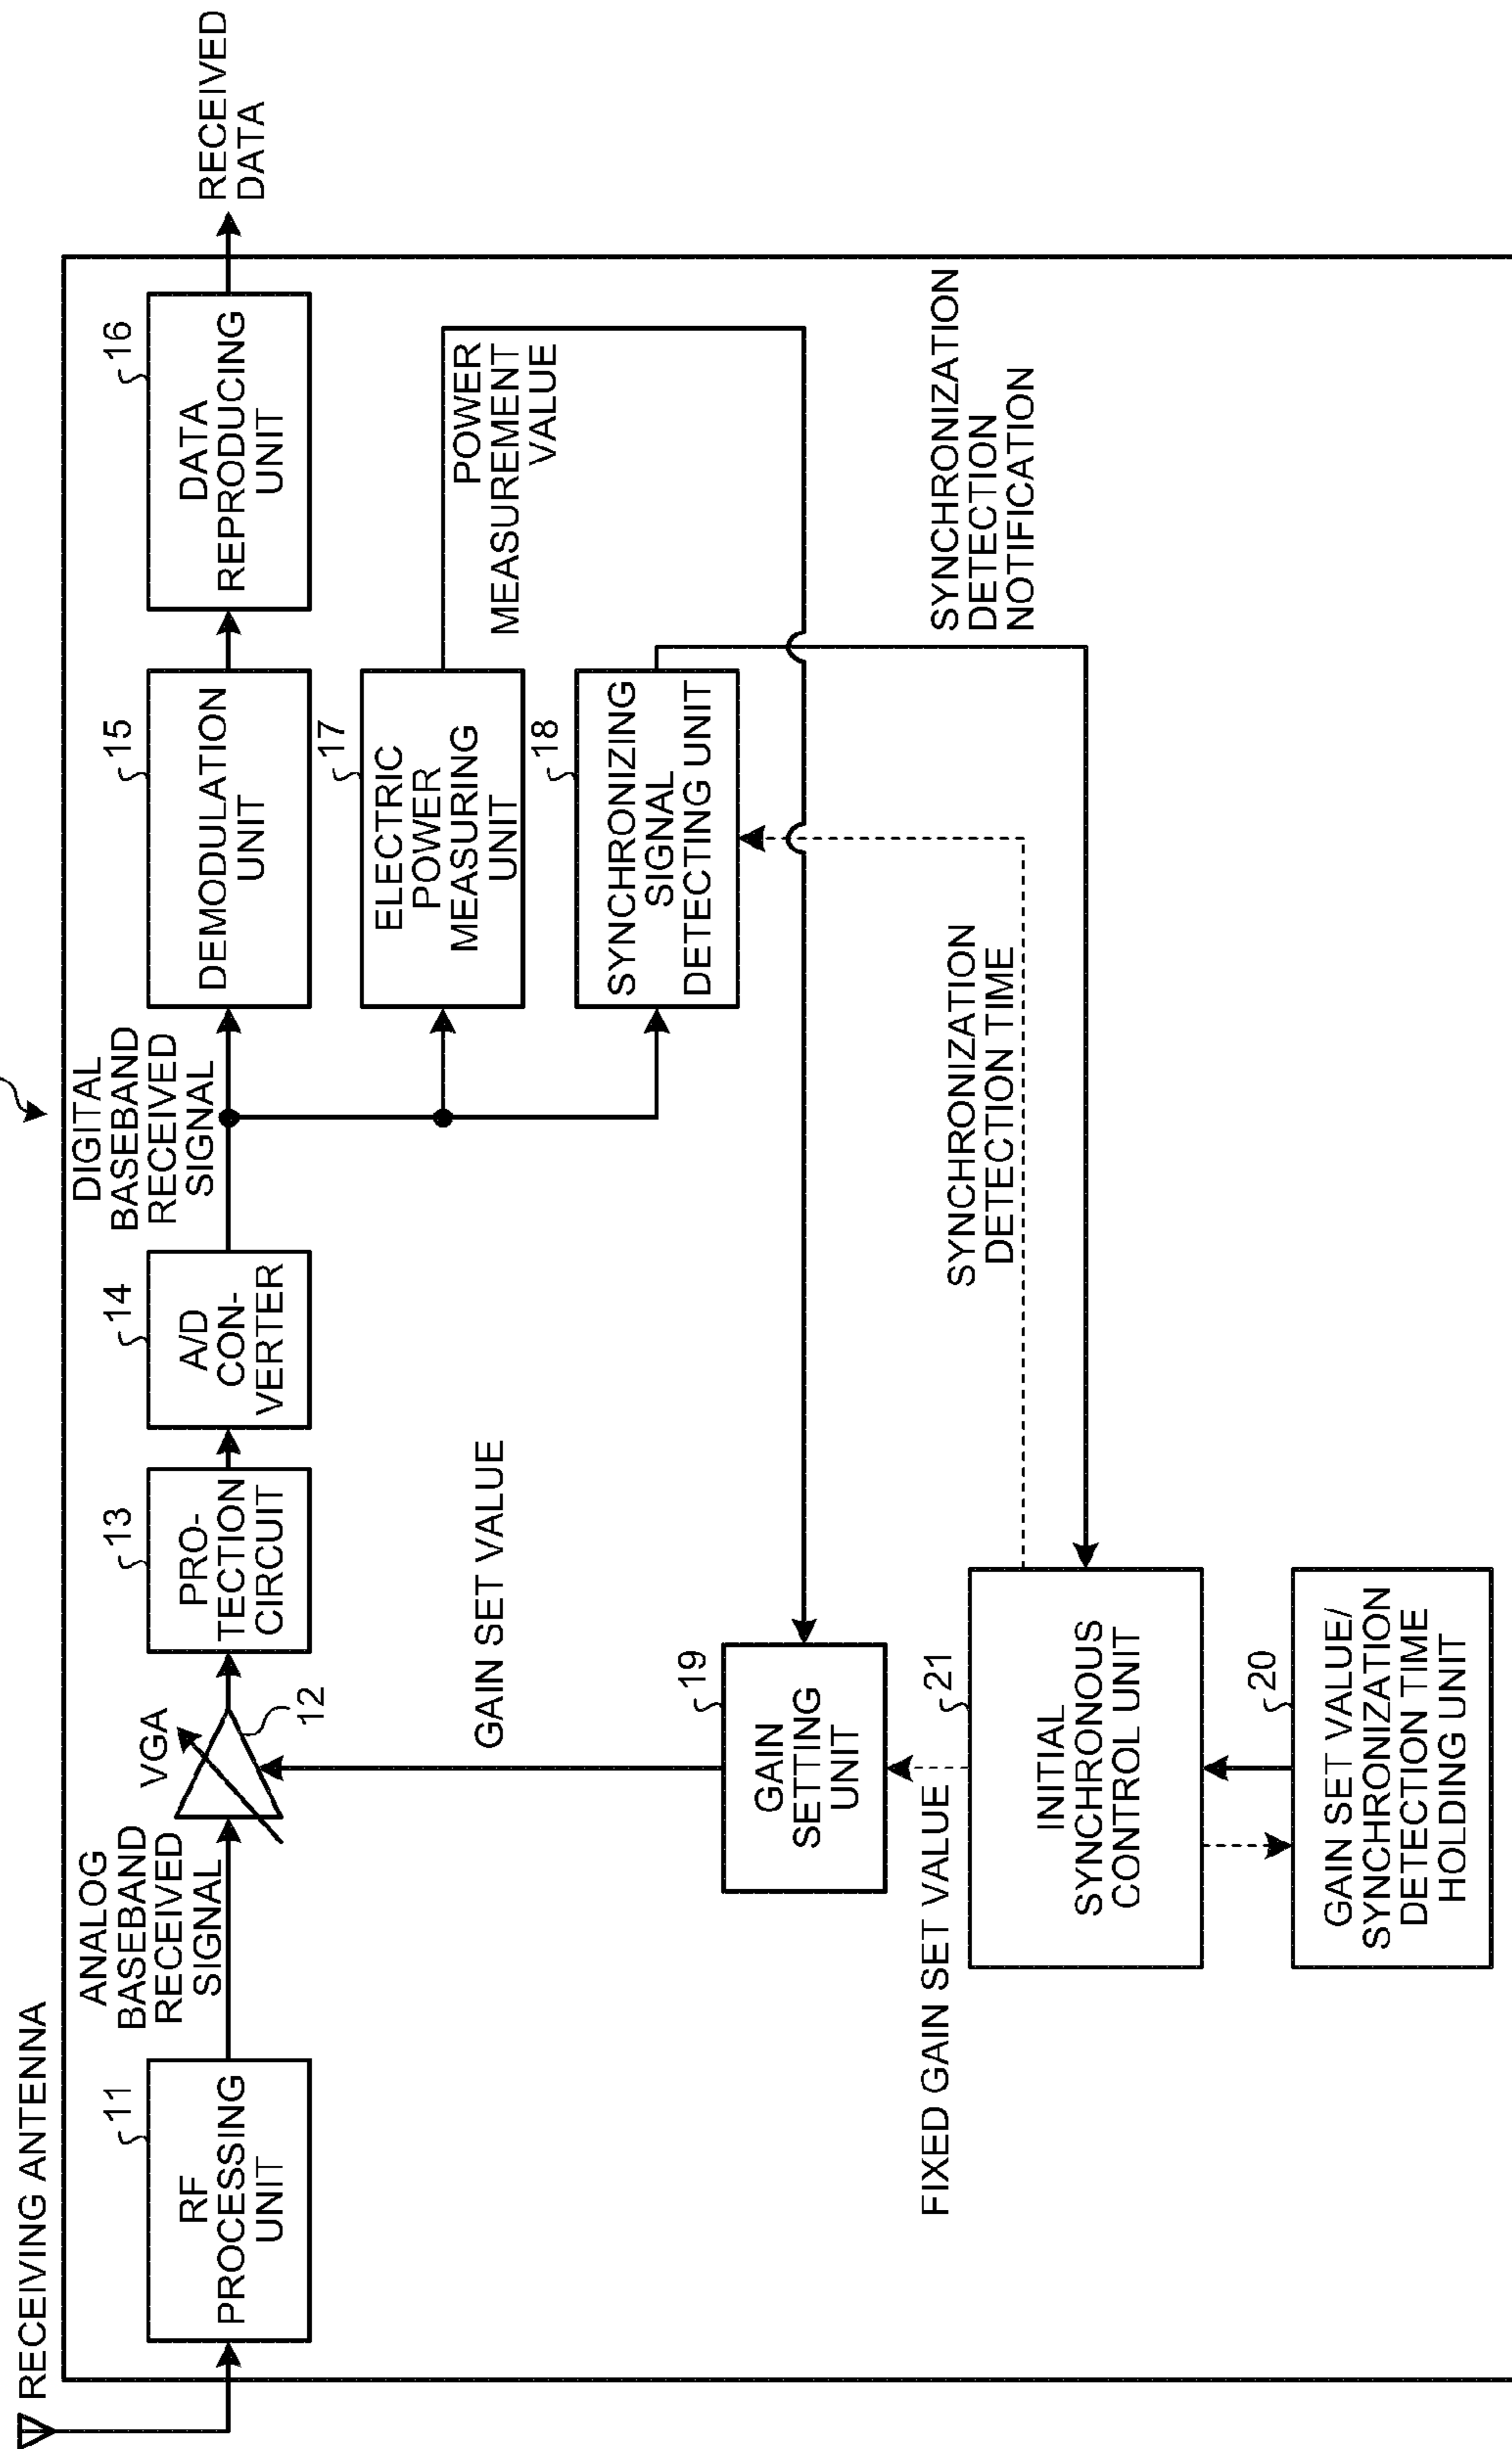 RECEIVING ANTENNA
11
RF
PROCESSING
UNIT
ANALOG
BASEBAND
RECEIVED
SIGNAL
VGA
12
13
PRO-
TECTION
CIRCUIT
14
A/D
CON-
VERTER
DIGITAL
BASEBAND
RECEIVED
SIGNAL
15
DEMODULATION
UNIT
16
DATA
REPRODUCING
UNIT
RECEIVED
DATA
17
ELECTRIC
POWER
MEASURING
UNIT
POWER
MEASUREMENT
VALUE
18
SYNCHRONIZING
SIGNAL
DETECTING UNIT
GAIN SET VALUE
19
GAIN
SETTING
UNIT
SYNCHRONIZATION
DETECTION
NOTIFICATION
SYNCHRONIZATION
DETECTION TIME
FIXED GAIN SET VALUE
21
INITIAL
SYNCHRONOUS
CONTROL UNIT
20
GAIN SET VALUE/
SYNCHRONIZATION
DETECTION TIME
HOLDING UNIT